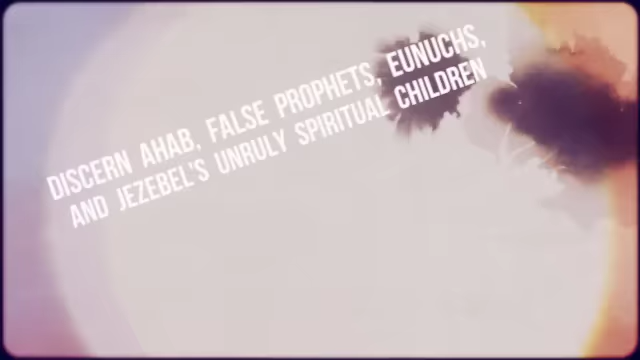 DISCERN AHAB, FALSE PROPHETS, EUNUCHS,
AND JEZEBEL'S UNRULY SPIRITUAL CHILDREN